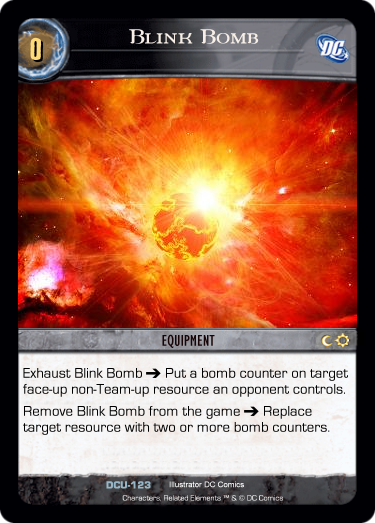 0
Blink Bomb
DC
EQUIPMENT
Exhaust Blink Bomb ➔ Put a bomb counter on target
face-up non-Team-up resource an opponent controls.
Remove Blink Bomb from the game ➔ Replace
target resource with two or more bomb counters.
DCU-123 Illustrator DC Comics
Characters, Related Elements ™ & © DC Comics